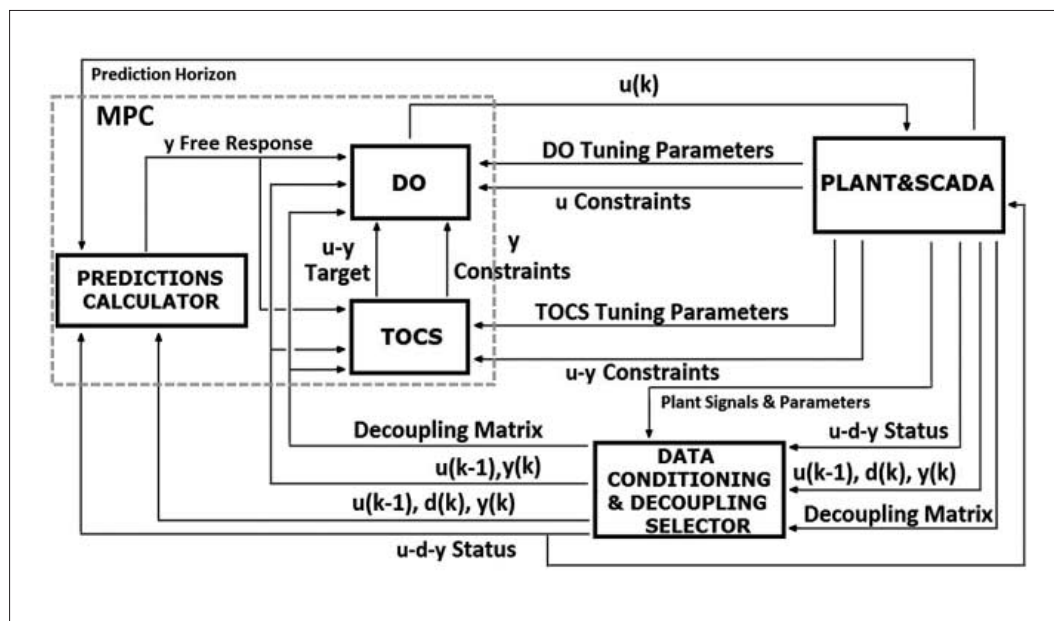 Prediction Horizon
u(k)
MPC
y Free Response
DO Tuning Parameters
DO
PLANT&SCADA
u Constraints
u-y
Target
y
Constraints
PREDICTIONS
CALCULATOR
TOCS Tuning Parameters
TOCS
u-y Constraints
Plant Signals & Parameters
Decoupling Matrix
u-d-y Status
DATA
CONDITIONING
& DECOUPLING
SELECTOR
u(k-1),y(k)
u(k-1), d(k), y(k)
u(k-1), d(k), y(k)
Decoupling Matrix
u-d-y Status